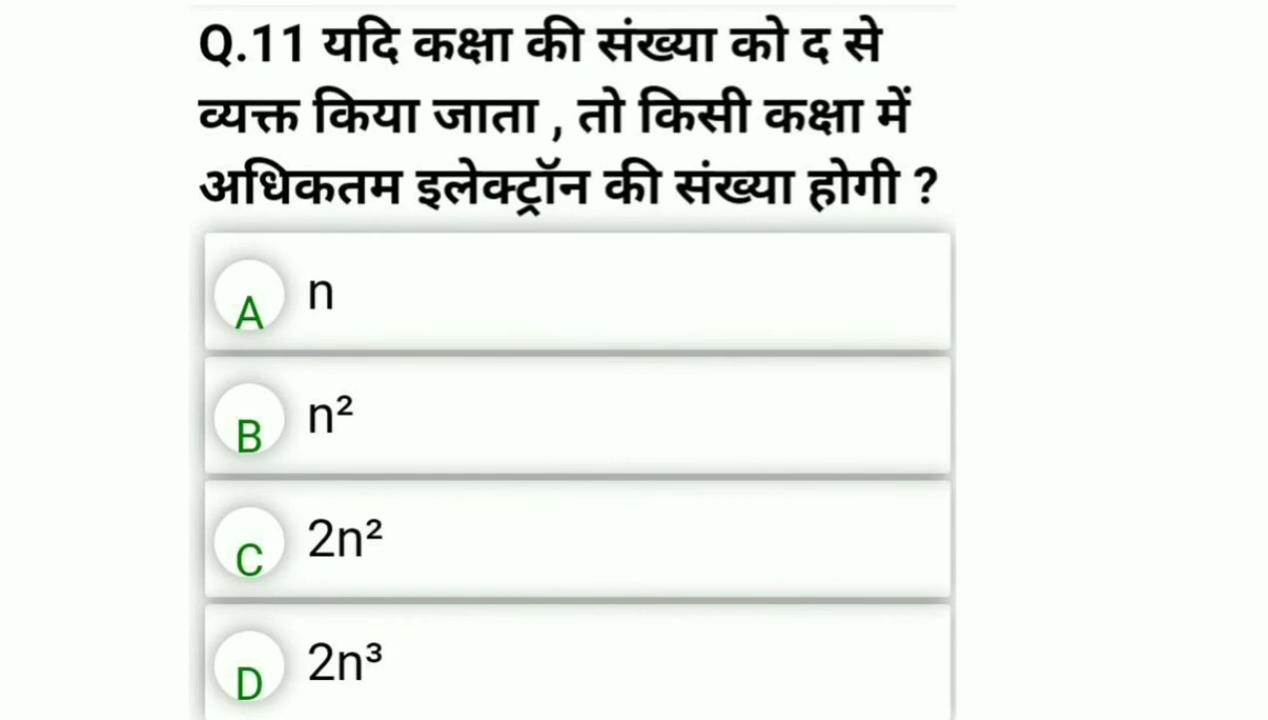 Q.11 यदि कक्षा की संख्या को द से
व्यक्त किया जाता , तो किसी कक्षा में
अधिकतम इलेक्ट्रॉन की संख्या होगी ?
A n
B n²
C 2n²
D 2n³